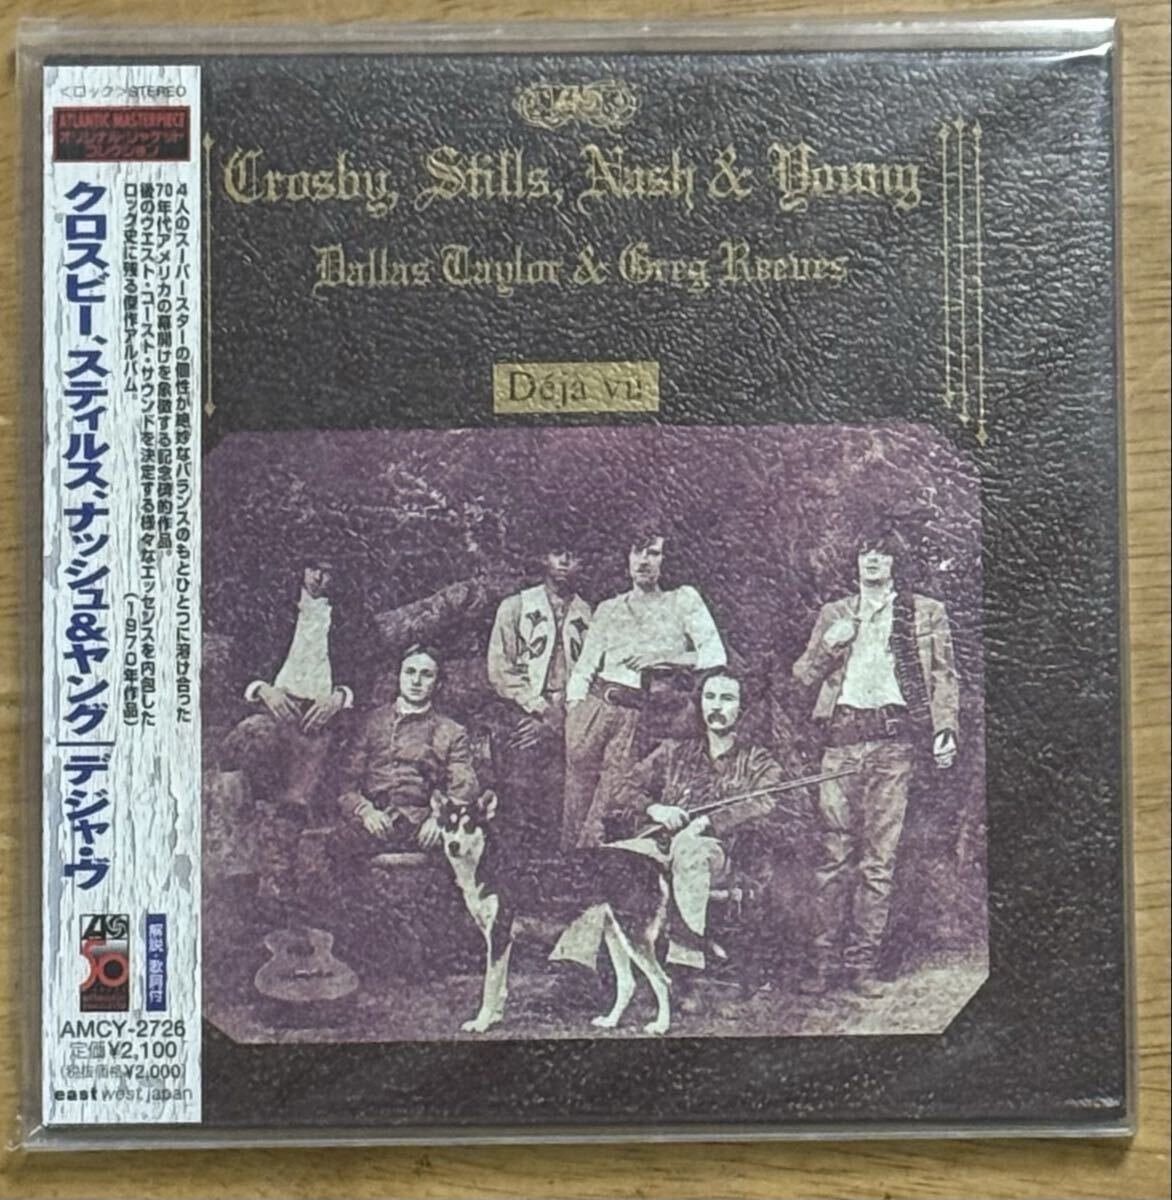 <ロック>STEREO
ATLANTIC MASTERPIECE
オリジナル・ジャケット
コレクション
4人のスーパースターの個性が絶妙なバランスのもとひとつに溶け合った
70年代アメリカの幕開けを象徴する記念碑的作品。
後のウエスト・コースト・サウンドを決定する様々なエッセンスを内包した
ロック史に残る傑作アルバム。 (1970年作品)
クロスビー、スティルス、ナッシュ&ヤング/デジャ・ヴ
50
解説・歌詞付
AMCY-2726
定価¥2,100
(税抜価格¥2,000)
east west japan
Crosby, Stills, Nash & Young
Dallas Taylor & Greg Reeves
Déja vu